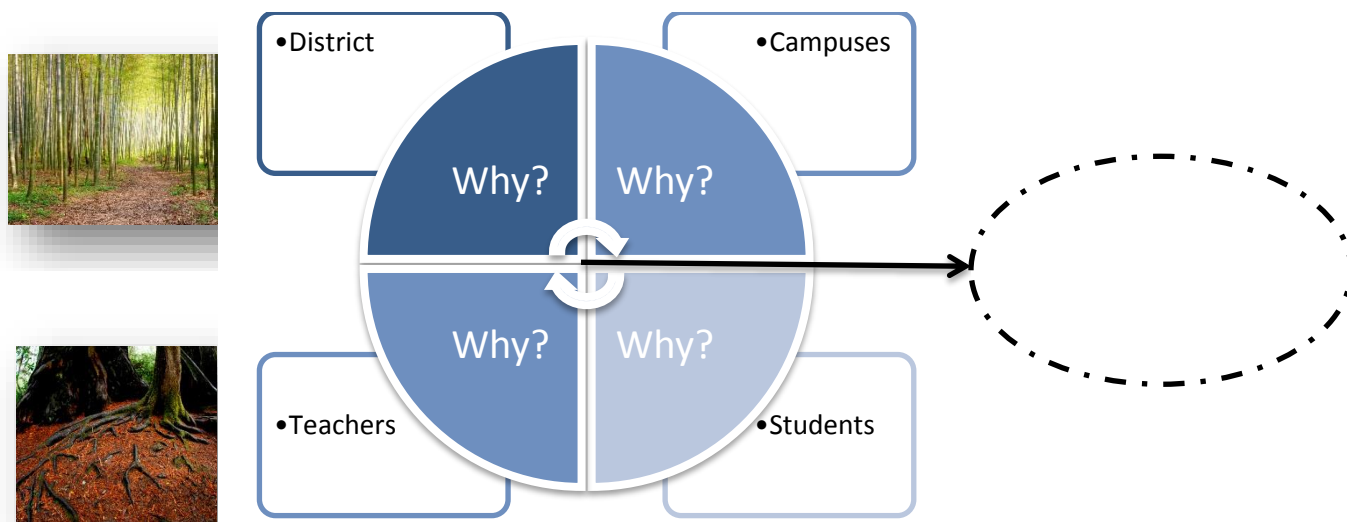 •District
•Campuses
Why?
Why?
Why?
Why?
•Teachers
•Students